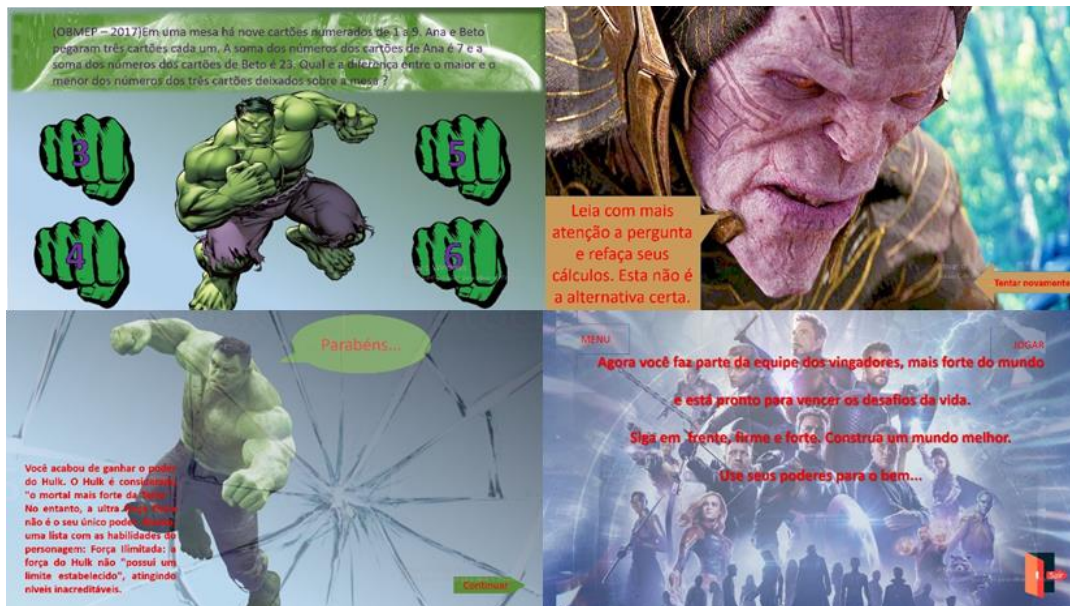 (OBMEP – 2017)Em uma mesa há nove cartões numerados de 1 a 9. Ana e Beto
pegaram três cartões cada um. A soma dos números dos cartões de Ana é 7 e a
soma dos números dos cartões de Beto é 23. Qual é a diferença entre o maior e o
menor dos números dos três cartões deixados sobre a mesa ?
3
5
4
6
Leia com mais
atenção a pergunta
e refaça seus
cálculos. Esta não é
a alternativa certa.
Tentar novamente
Parabéns...
Você acabou de ganhar o poder
do Hulk. O Hulk é considerado
"o mortal mais forte da
No entanto, a ultra
não é o seu único poder.
uma lista com as habilidades do
personagem: Força Ilimitada: a
força do Hulk não "possui um
limite estabelecido", atingindo
níveis inacreditáveis.
Continuar
MENU
JOGAR
Agora você faz parte da equipe dos vingadores, mais forte do mundo
e está pronto para vencer os desafios da vida.
Siga em frente, firme e forte. Construa um mundo melhor.
Use seus poderes para o bem...
Sair